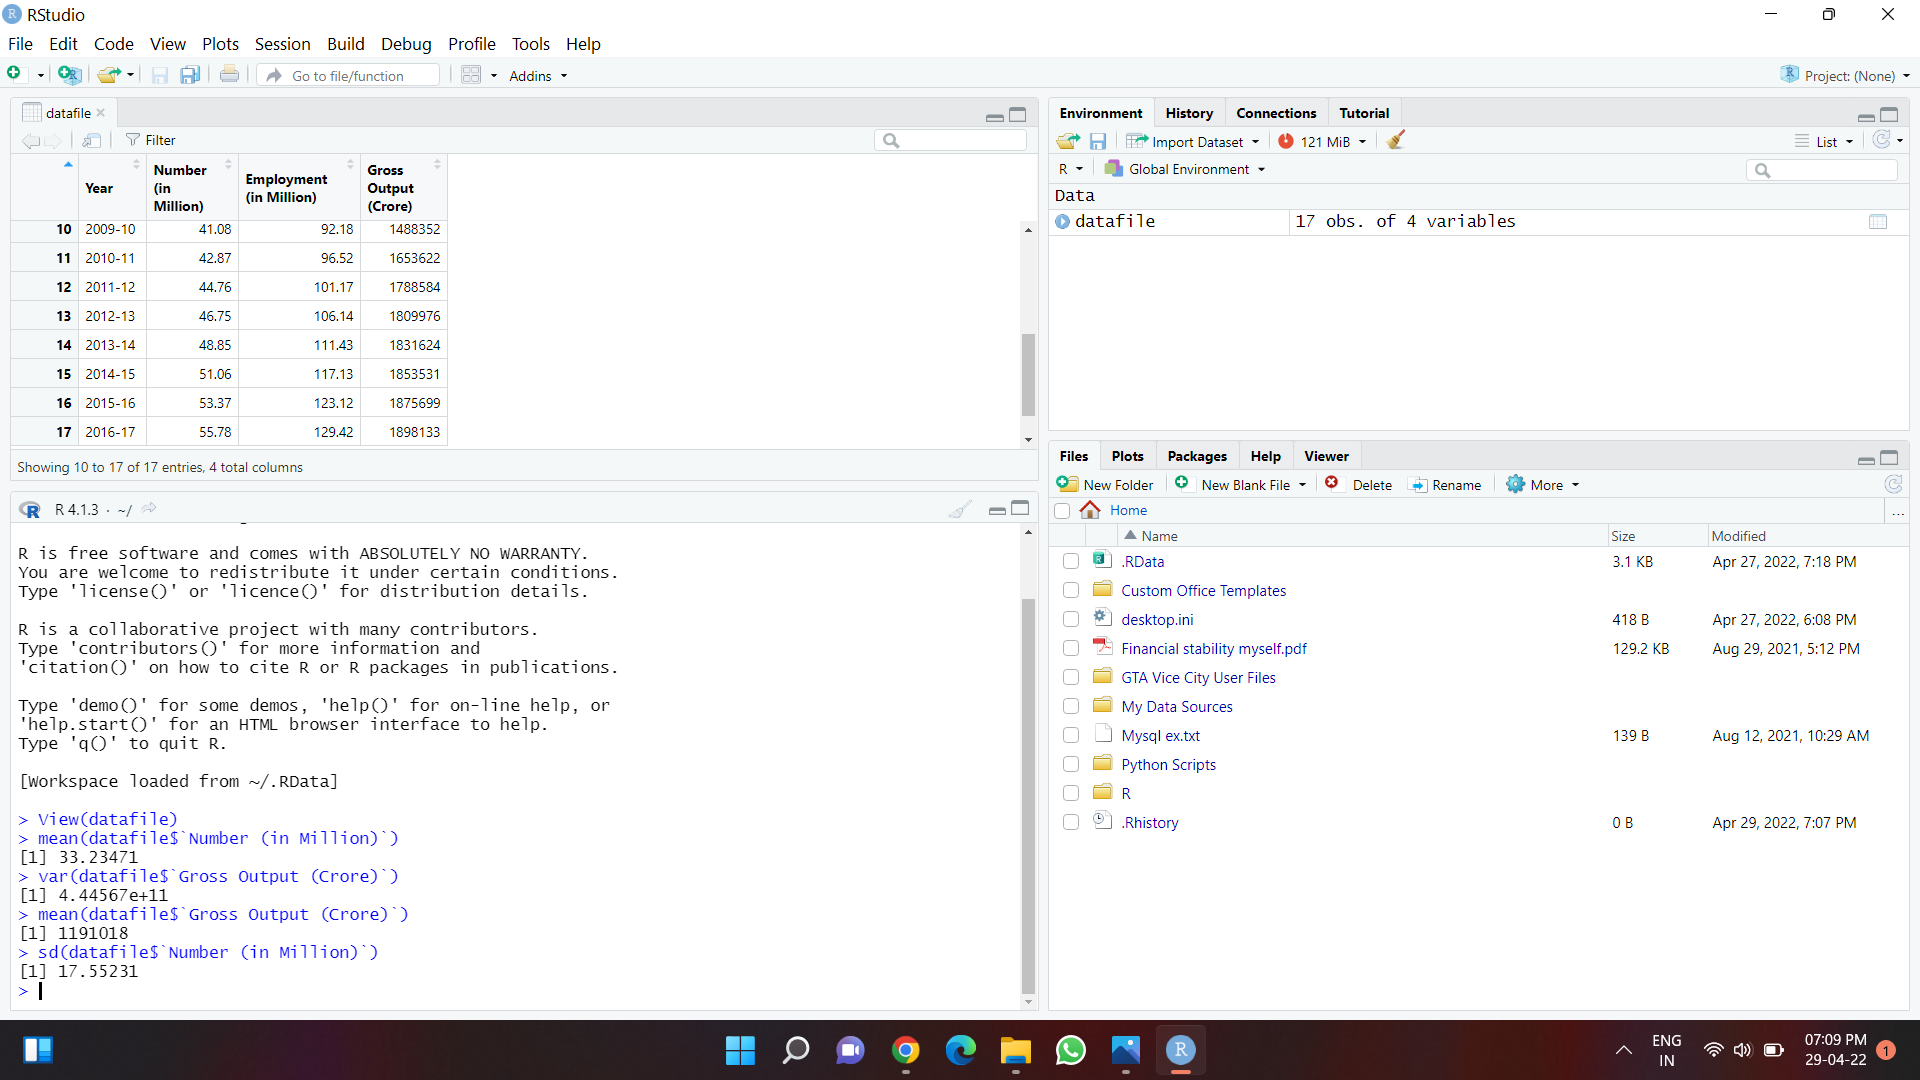 RStudio
File Edit Code View Plots Session Build Debug Profile Tools Help
Go to file/function Addins Project: (None)
datafile
Filter
Year Number (in Million) Employment (in Million) Gross Output (Crore)
10 2009-10 41.08 92.18 1488352
11 2010-11 42.87 96.52 1653622
12 2011-12 44.76 101.17 1788584
13 2012-13 46.75 106.14 1809976
14 2013-14 48.85 111.43 1831624
15 2014-15 51.06 117.13 1853531
16 2015-16 53.37 123.12 1875699
17 2016-17 55.78 129.42 1898133
Showing 10 to 17 of 17 entries, 4 total columns
R 4.1.3 · ~/
R is free software and comes with ABSOLUTELY NO WARRANTY.
You are welcome to redistribute it under certain conditions.
Type 'license()' or 'licence()' for distribution details.
R is a collaborative project with many contributors.
Type 'contributors()' for more information and
'citation()' on how to cite R or R packages in publications.
Type 'demo()' for some demos, 'help()' for on-line help, or
'help.start()' for an HTML browser interface to help.
Type 'q()' to quit R.
[Workspace loaded from ~/.RData]
> View(datafile)
> mean(datafile$`Number (in Million)`)
[1] 33.23471
> var(datafile$`Gross Output (Crore)`)
[1] 4.44567e+11
> mean(datafile$`Gross Output (Crore)`)
[1] 1191018
> sd(datafile$`Number (in Million)`)
[1] 17.55231
>
Environment History Connections Tutorial
Import Dataset 121 MiB List
R Global Environment
Data
datafile 17 obs. of 4 variables
Files Plots Packages Help Viewer
New Folder New Blank File Delete Rename More
Home ...
Name Size Modified
.RData 3.1 KB Apr 27, 2022, 7:18 PM
Custom Office Templates
desktop.ini 418 B Apr 27, 2022, 6:08 PM
Financial stability myself.pdf 129.2 KB Aug 29, 2021, 5:12 PM
GTA Vice City User Files
My Data Sources
Mysql ex.txt 139 B Aug 12, 2021, 10:29 AM
Python Scripts
R
.Rhistory 0 B Apr 29, 2022, 7:07 PM
ENG 07:09 PM
IN 29-04-22 1